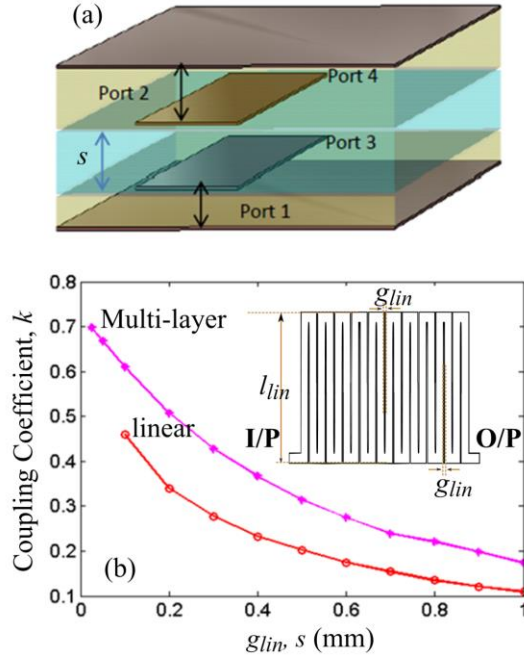 (a)
Port 2
Port 4
s
Port 3
Port 1
Coupling Coefficient, k
0.8
0.7
0.6
0.5
0.4
0.3
0.2
0.1
Multi-layer
linear
g_lin
l_lin
I/P
O/P
g_lin
(b)
0
0.2
0.4
0.6
0.8
1
g_lin, s (mm)